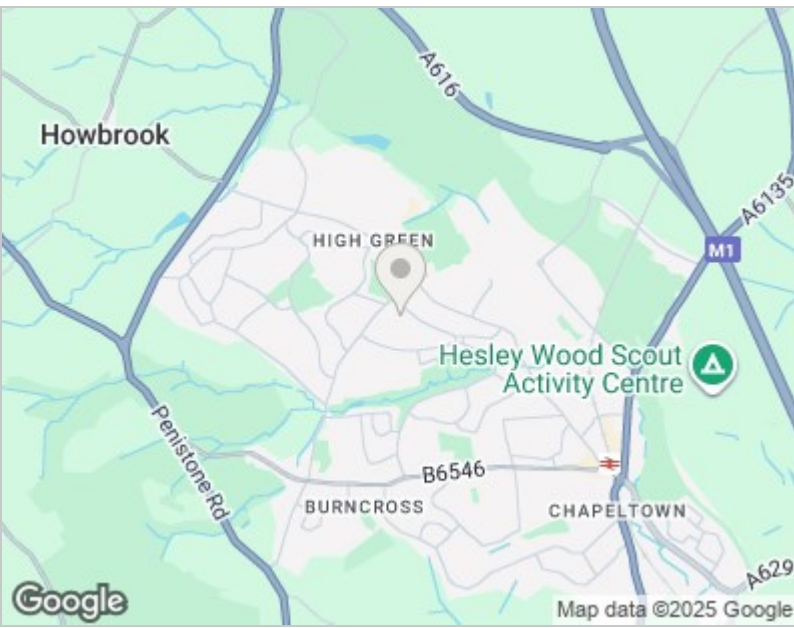 A616
Howbrook
A6135
HIGH GREEN
M1
Hesley Wood Scout
Activity Centre
Penistone Rd
B6546
BURNCROSS
CHAPELTOWN
A629
Google
Map data ©2025 Google